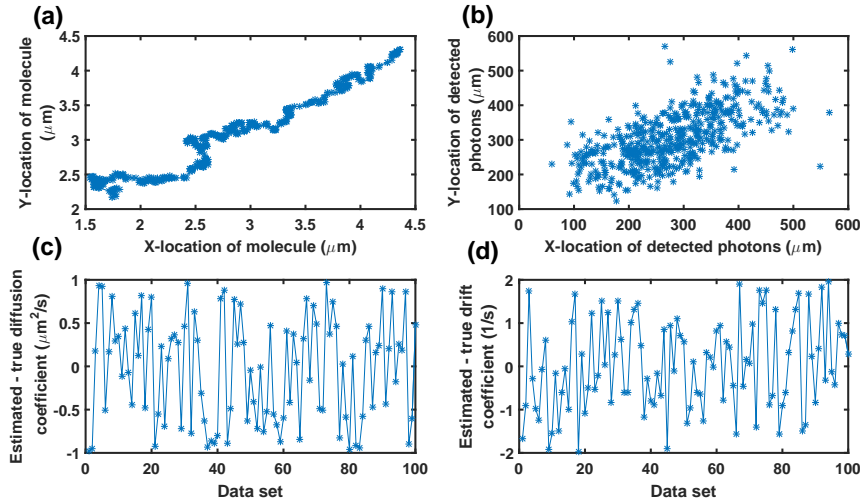 (a)
4.5
4
3.5
3
2.5
2
1.5 2 2.5 3 3.5 4 4.5
Y-location of molecule
(μm)
X-location of molecule (μm)
(b)
600
500
400
300
200
100
0 100 200 300 400 500 600
Y-location of detected
photons (μm)
X-location of detected photons (μm)
(c)
1
0.5
0
-0.5
-1
0 20 40 60 80 100
Estimated - true diffusion
coefficient (μm²/s)
Data set
(d)
2
1
0
-1
-2
0 20 40 60 80 100
Estimated - true drift
coefficient (1/s)
Data set